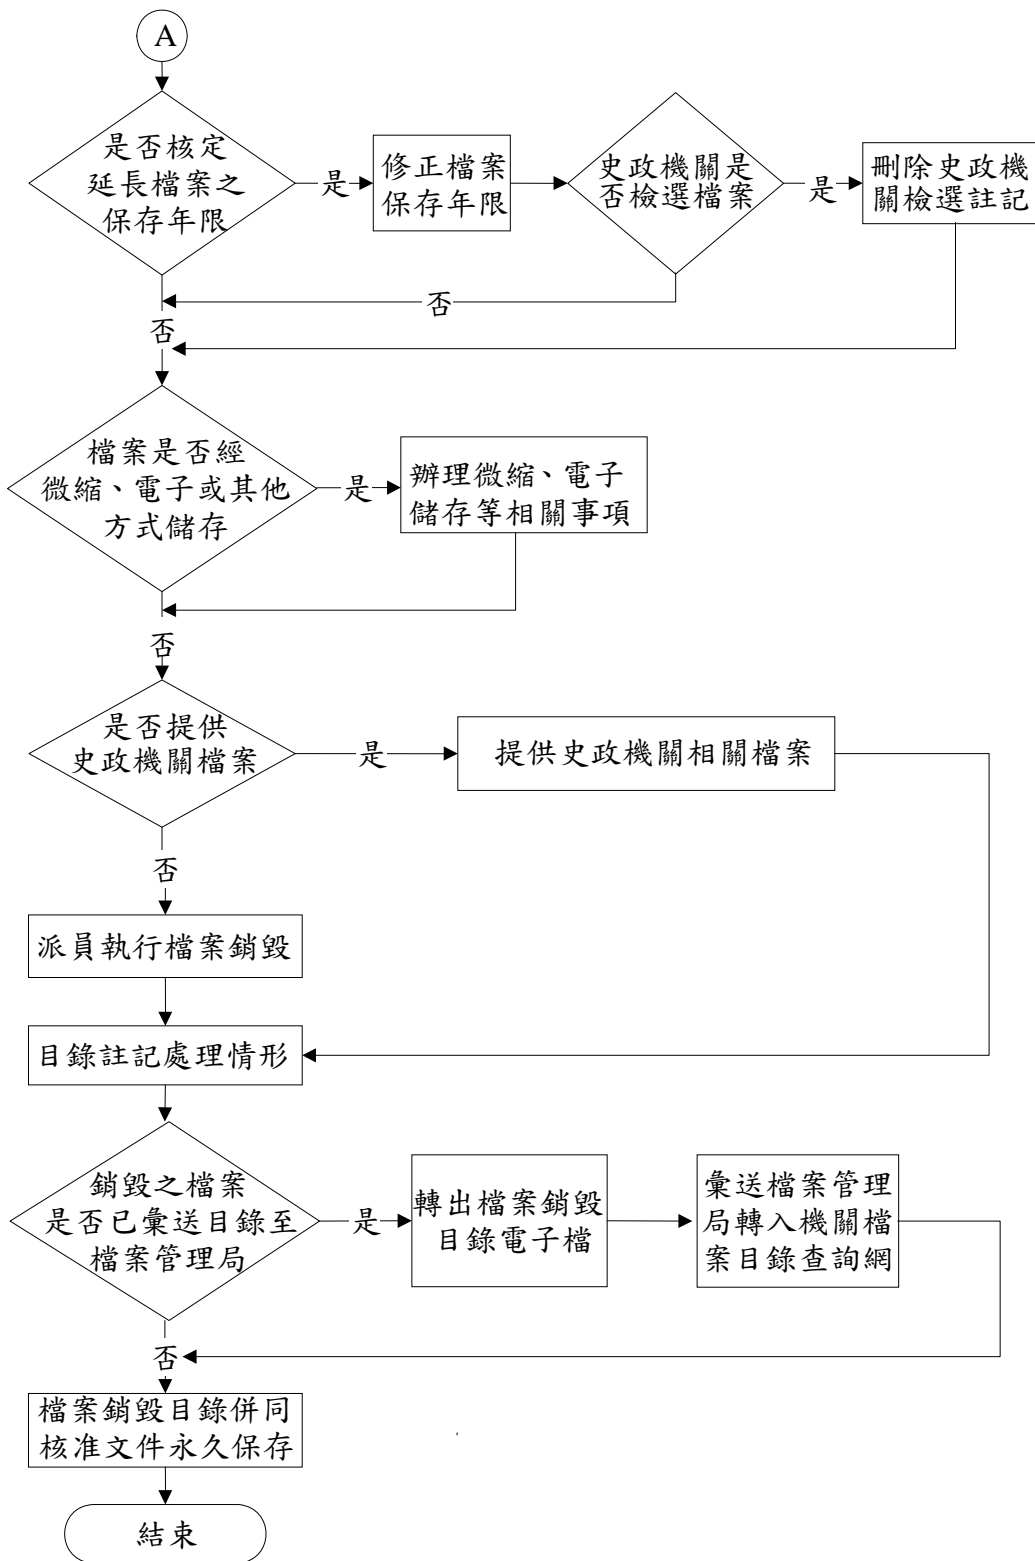 A
是否核定
延長檔案之
保存年限
是
修正檔案
保存年限
史政機關是
否檢選檔案
是
刪除史政機
關檢選註記
否
否
檔案是否經
微縮、電子或其他
方式儲存
是
辦理微縮、電子
儲存等相關事項
否
是否提供
史政機關檔案
是
提供史政機關相關檔案
否
派員執行檔案銷毀
目錄註記處理情形
銷毀之檔案
是否已彙送目錄至
檔案管理局
是
轉出檔案銷毀
目錄電子檔
彙送檔案管理
局轉入機關檔
案目錄查詢網
否
檔案銷毀目錄併同
核准文件永久保存
結束